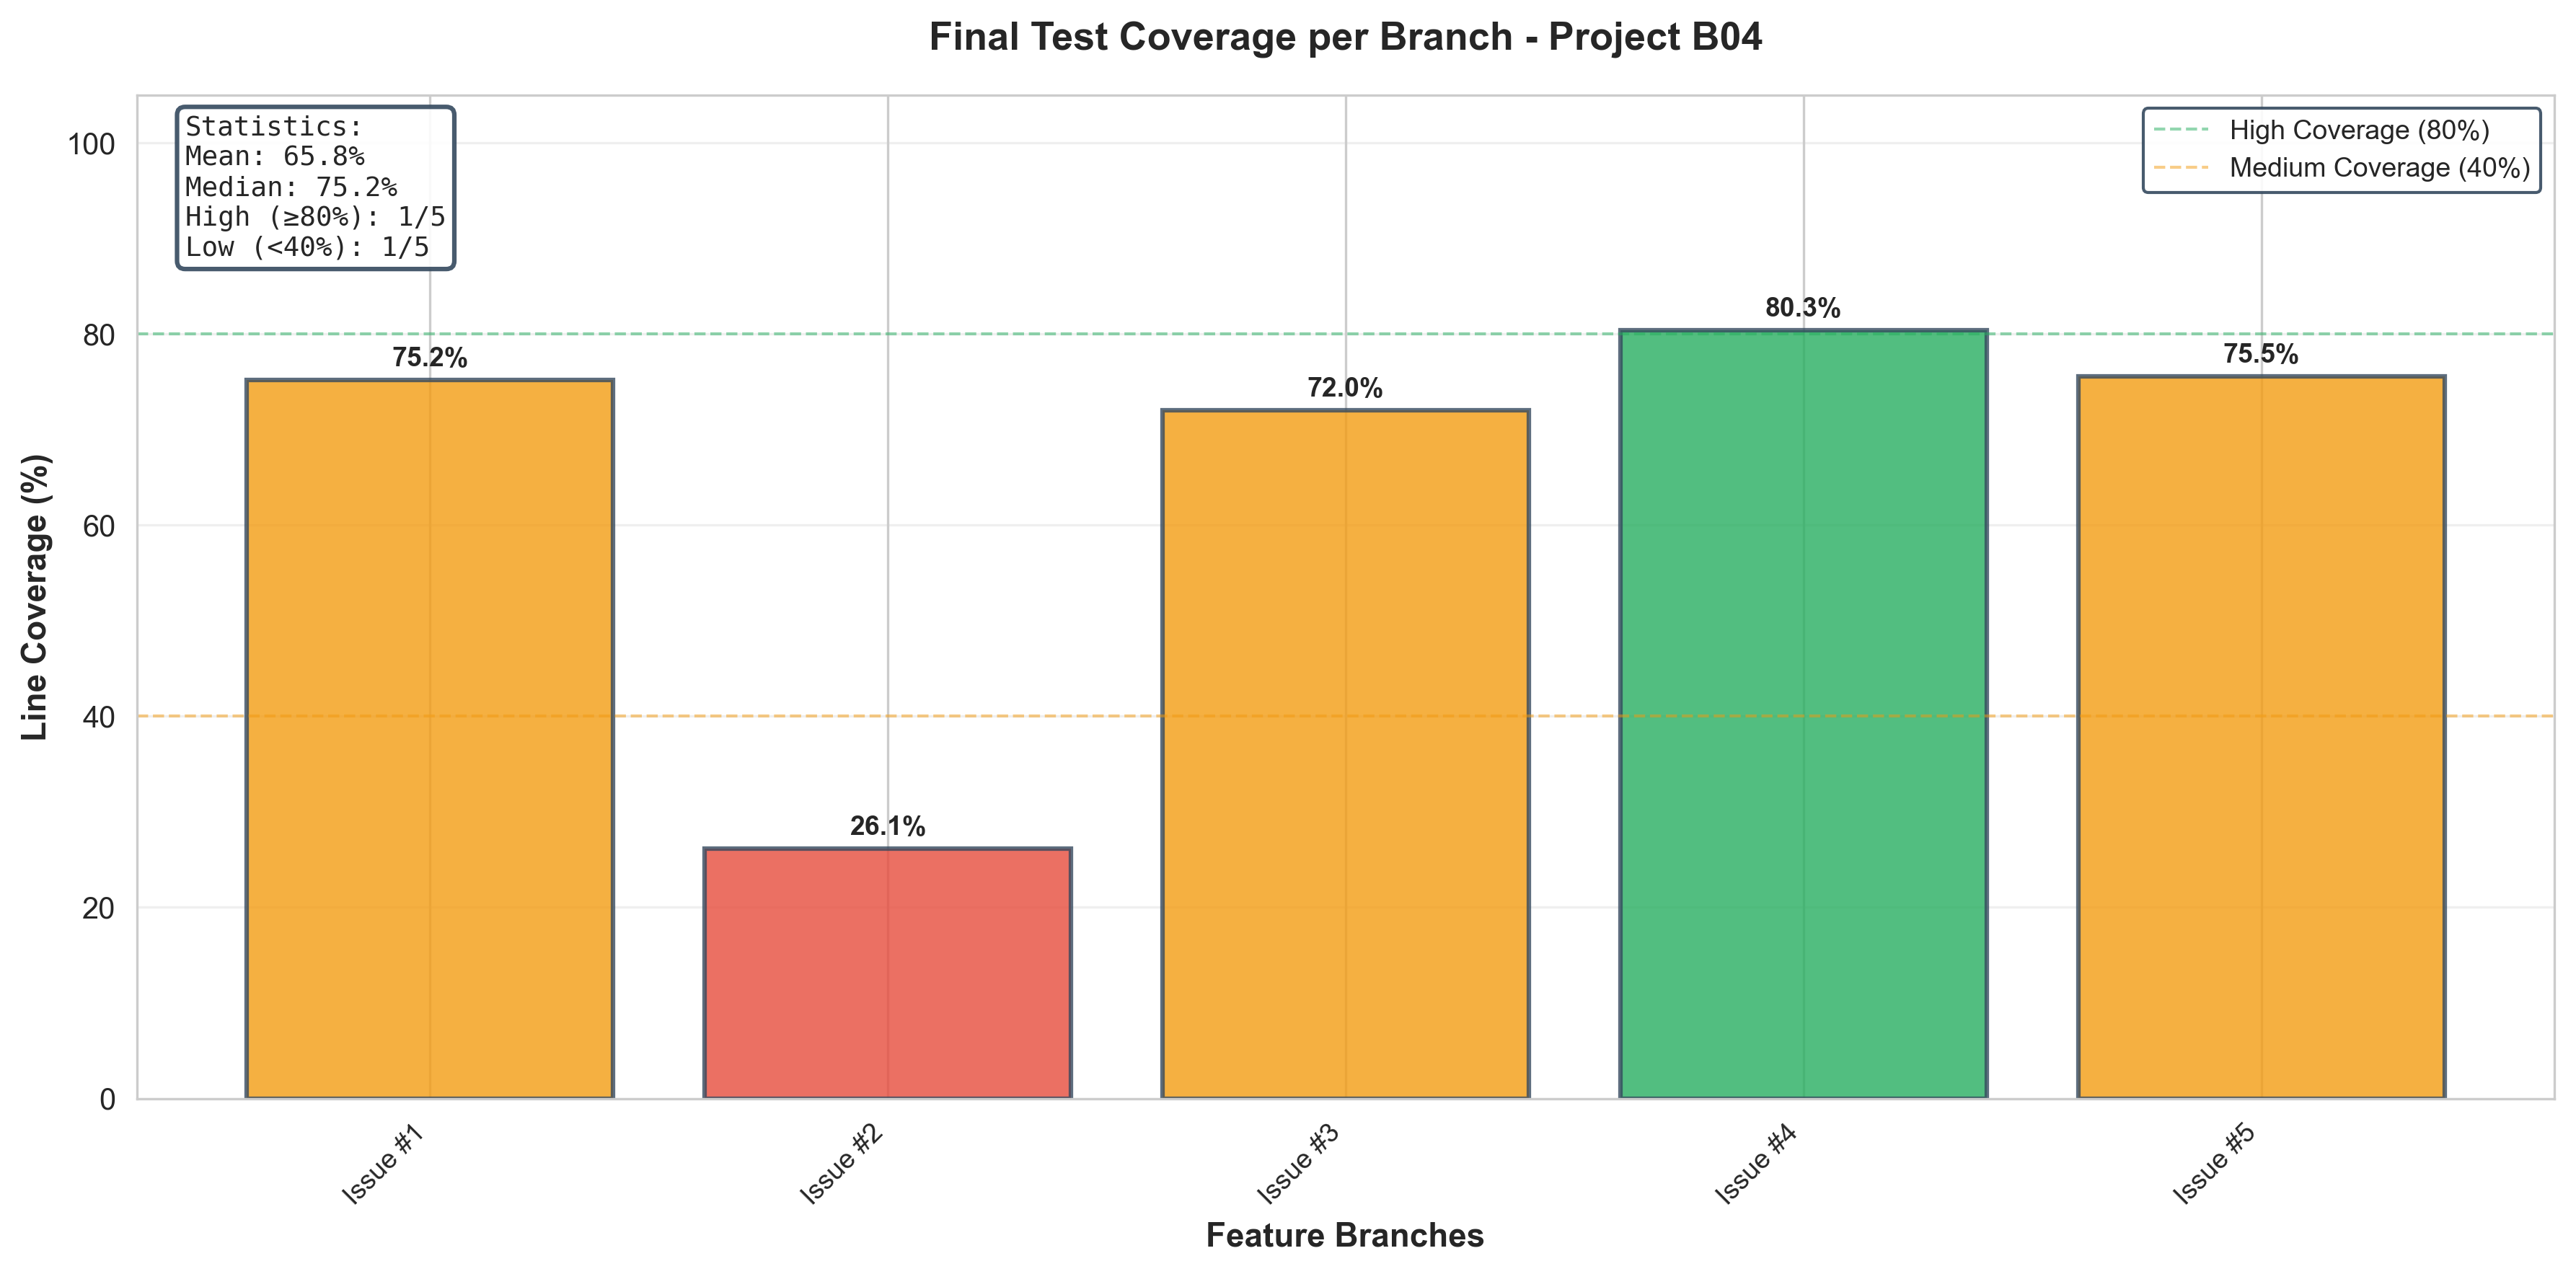 Final Test Coverage per Branch - Project B04
Statistics:
Mean: 65.8%
Median: 75.2%
High (≥80%): 1/5
Low (<40%): 1/5
High Coverage (80%)
Medium Coverage (40%)
Line Coverage (%)
100
80
60
40
20
0
75.2%
26.1%
72.0%
80.3%
75.5%
Issue #1
Issue #2
Issue #3
Issue #4
Issue #5
Feature Branches